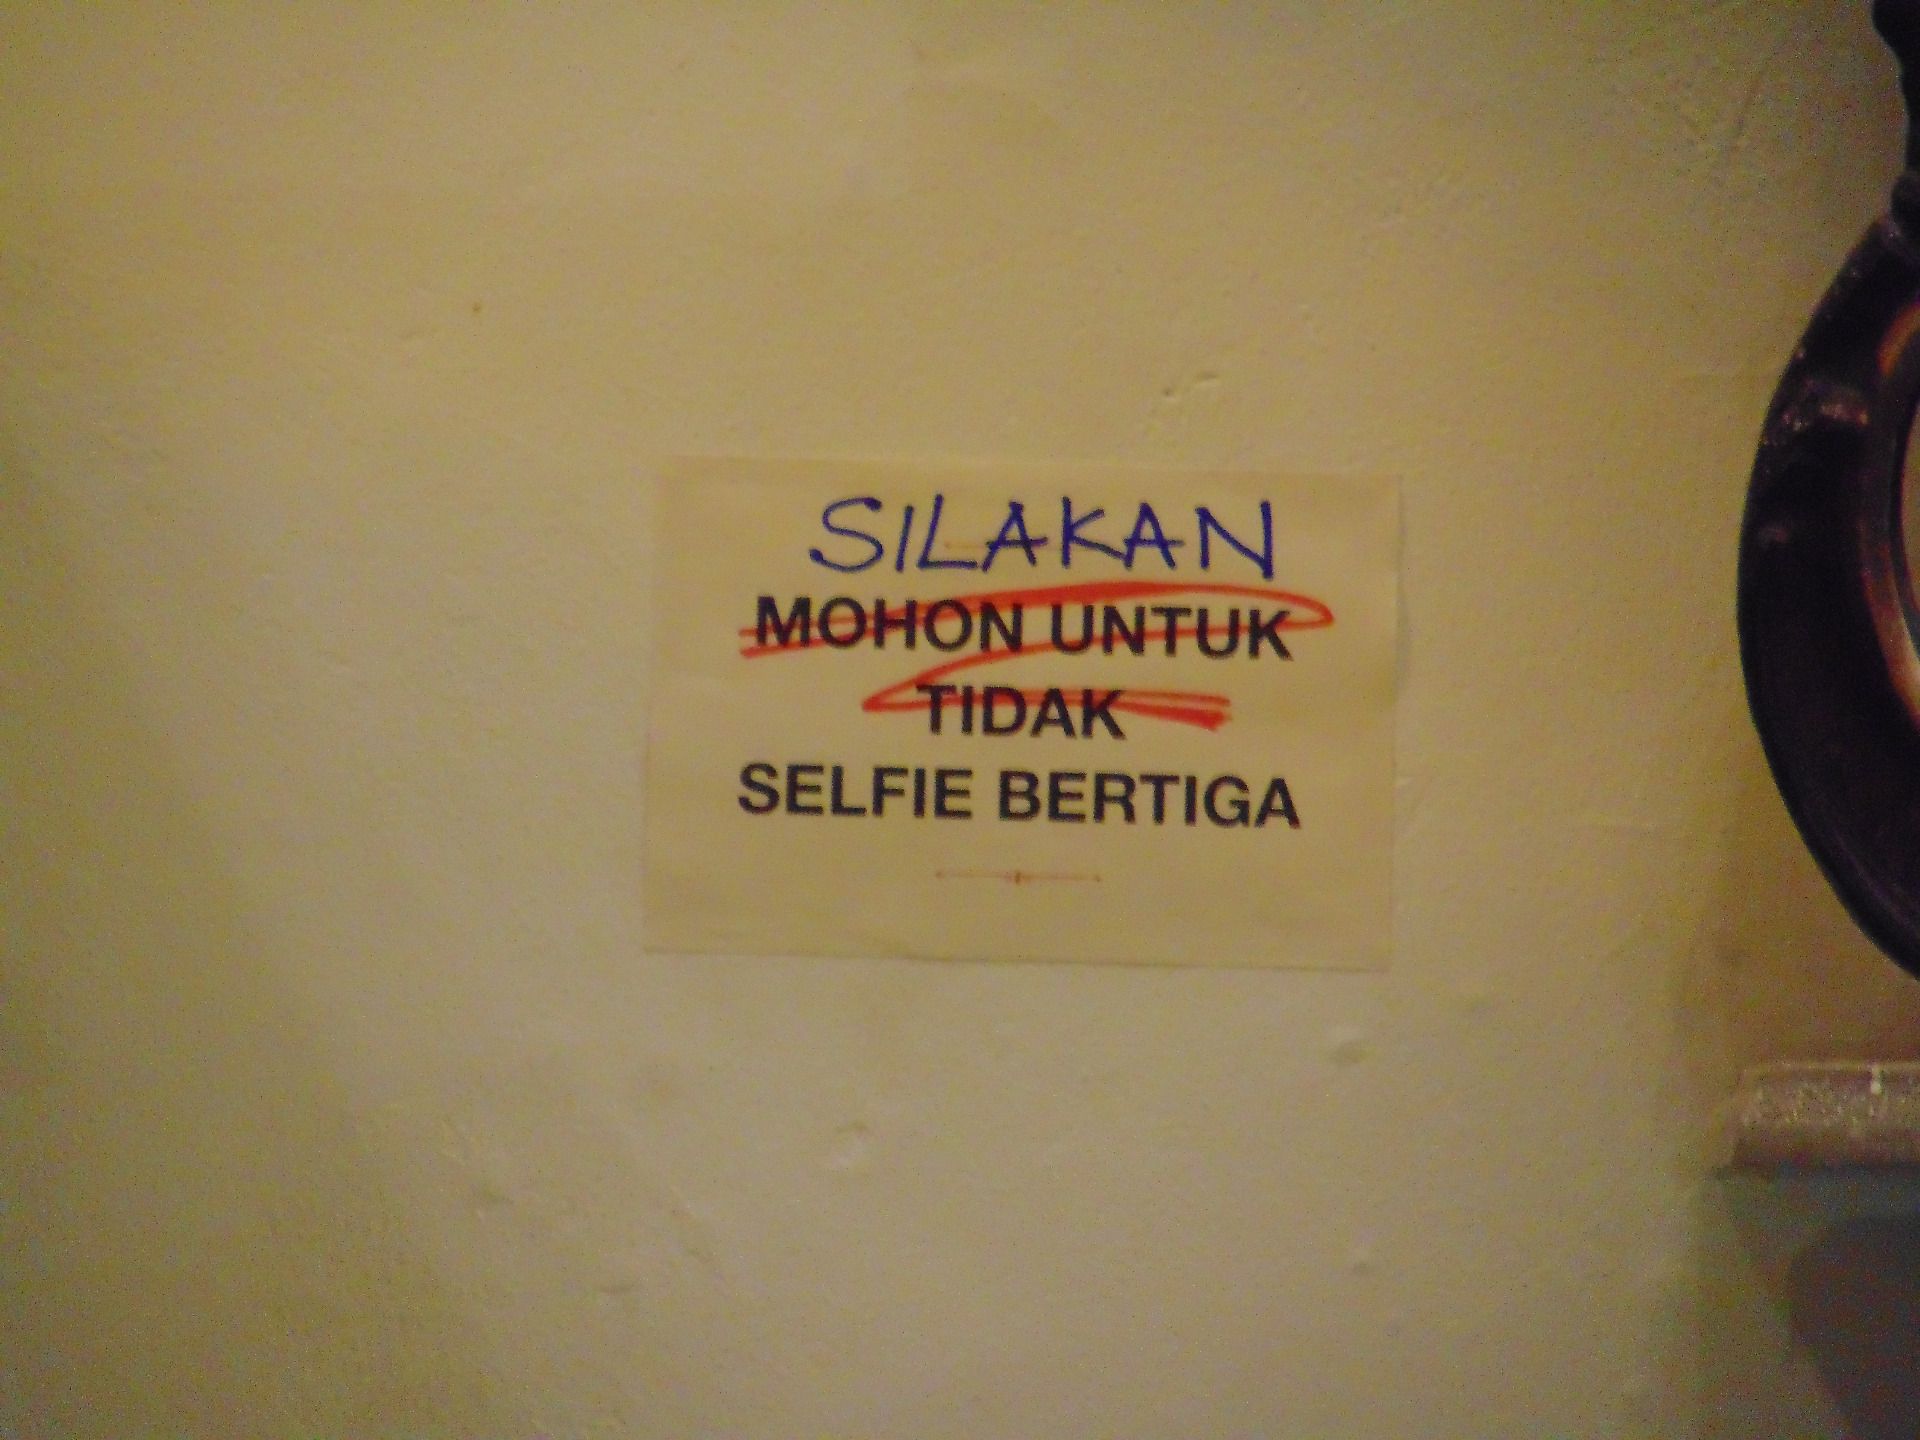 SILAKAN
MOHON UNTUK
TIDAK
SELFIE BERTIGA